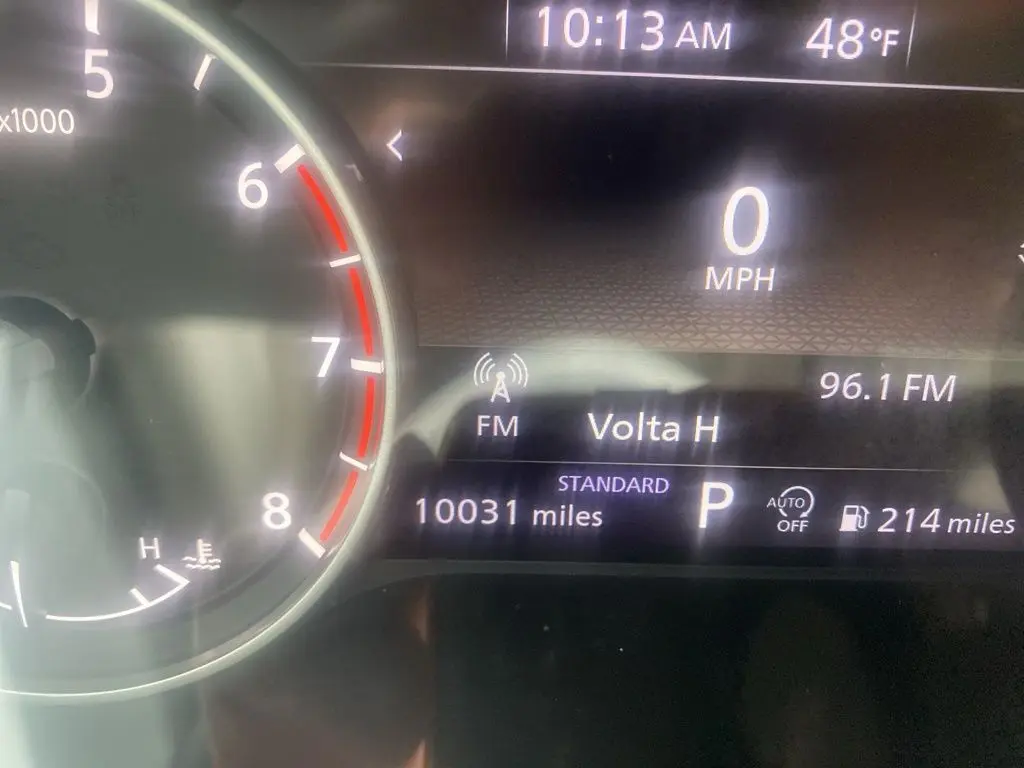 10:13 AM 48°F
5
x1000
6
0
MPH
7
96.1 FM
FM
Volta H
STANDARD
8
10031 miles
P
AUTO
OFF
214 miles
H